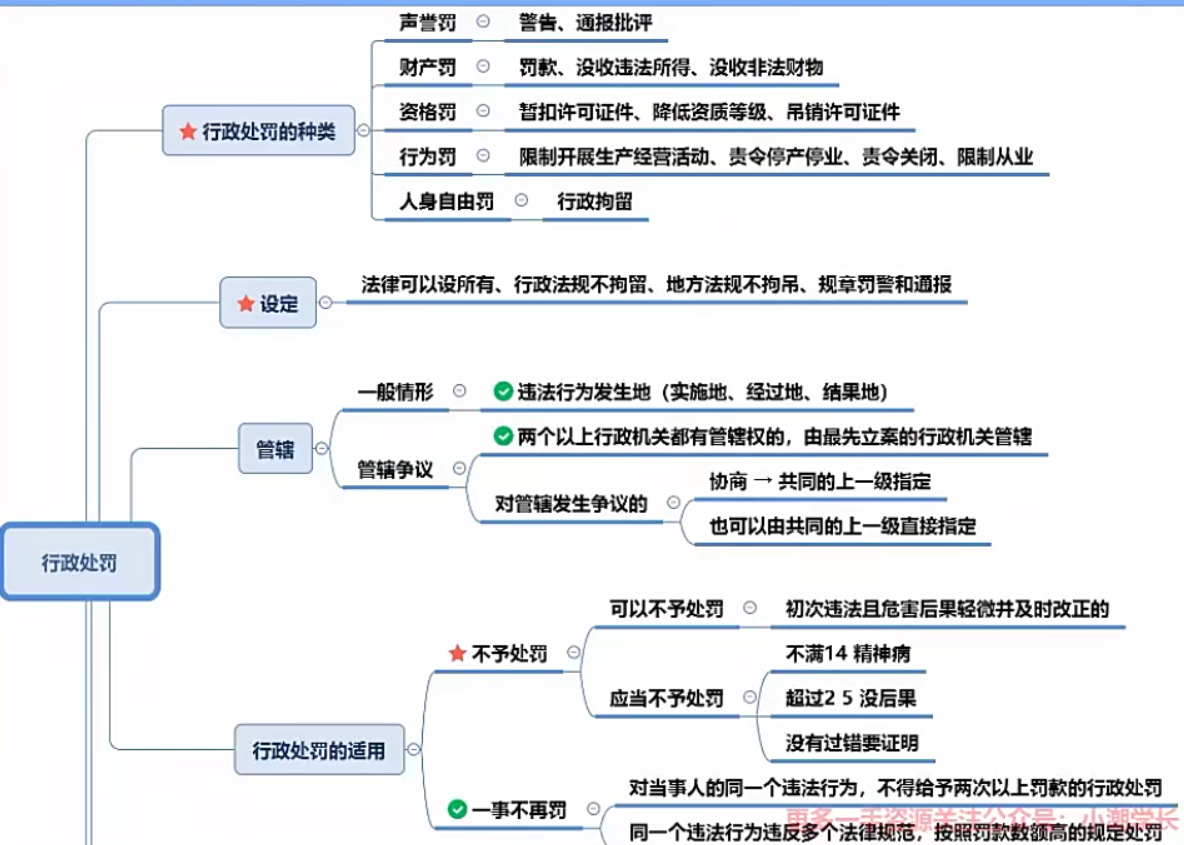 声誉罚
警告、通报批评
财产罚
罚款、没收违法所得、没收非法财物
资格罚
暂扣许可证件、降低资质等级、吊销许可证件
行政处罚的种类
行为罚
限制开展生产经营活动、责令停产停业、责令关闭、限制从业
人身自由罚
行政拘留
设定
法律可以设所有、行政法规不拘留、地方法规不拘吊、规章罚警和通报
一般情形
违法行为发生地（实施地、经过地、结果地）
管辖
两个以上行政机关都有管辖权的，由最先立案的行政机关管辖
管辖争议
对管辖发生争议的
协商 → 共同的上一级指定
也可以由共同的上一级直接指定
行政处罚
可以不予处罚
初次违法且危害后果轻微并及时改正的
不予处罚
不满14 精神病
应当不予处罚
超过2 5 没后果
没有过错要证明
行政处罚的适用
一事不再罚
对当事人的同一个违法行为，不得给予两次以上罚款的行政处罚
同一个违法行为违反多个法律规范，按照罚款数额高的规定处罚
更多一手资源关注公众号：小潮学长